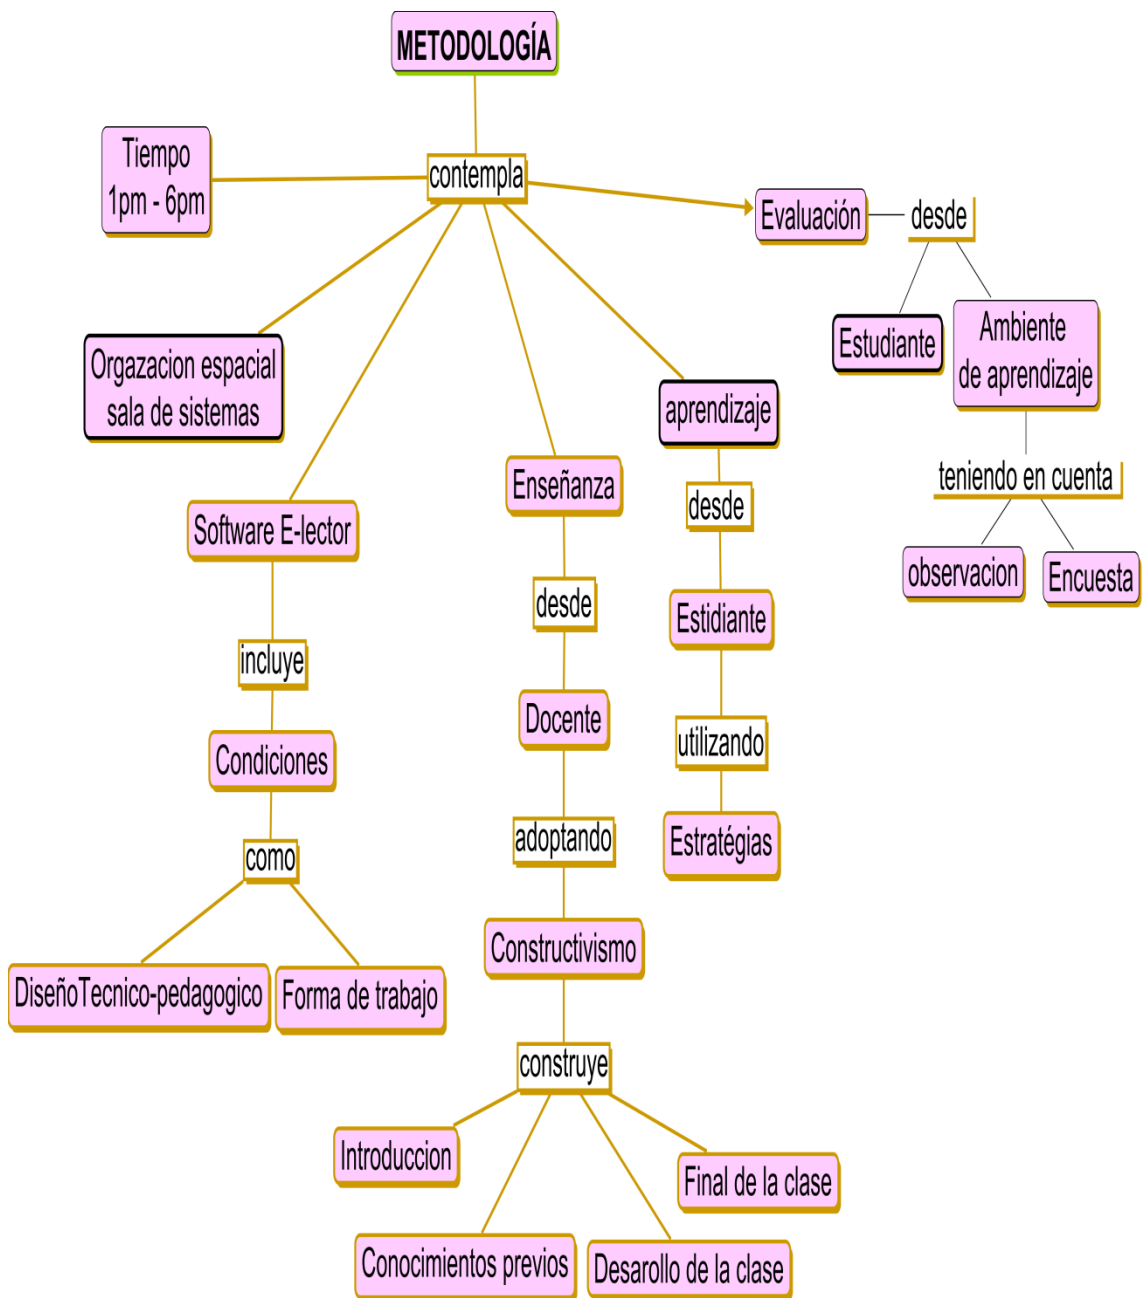 METODOLOGÍA
Tiempo
1pm - 6pm
contempla
Evaluación
desde
Estudiante
Ambiente
de aprendizaje
teniendo en cuenta
observacion
Encuesta
Orgazacion espacial
sala de sistemas
aprendizaje
desde
Estidiante
utilizando
Estratégias
Enseñanza
desde
Docente
adoptando
Constructivismo
construye
Introduccion
Final de la clase
Conocimientos previos
Desarollo de la clase
Software E-lector
incluye
Condiciones
como
DiseñoTecnico-pedagogico
Forma de trabajo